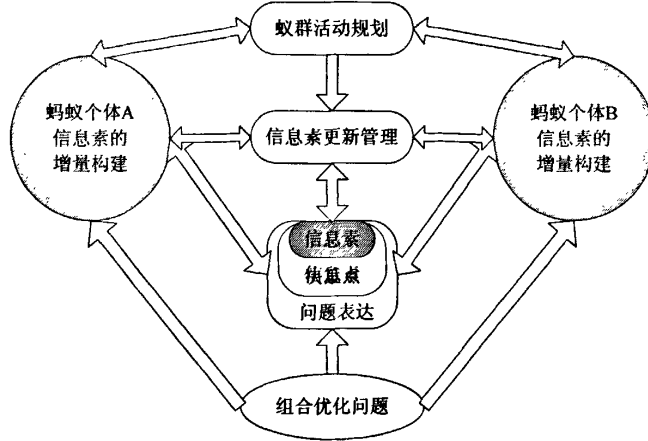 蚁群活动规划
蚂蚁个体A
信息素的
增量构建
信息素更新管理
蚂蚁个体B
信息素的
增量构建
信息素
问题表达
组合优化问题